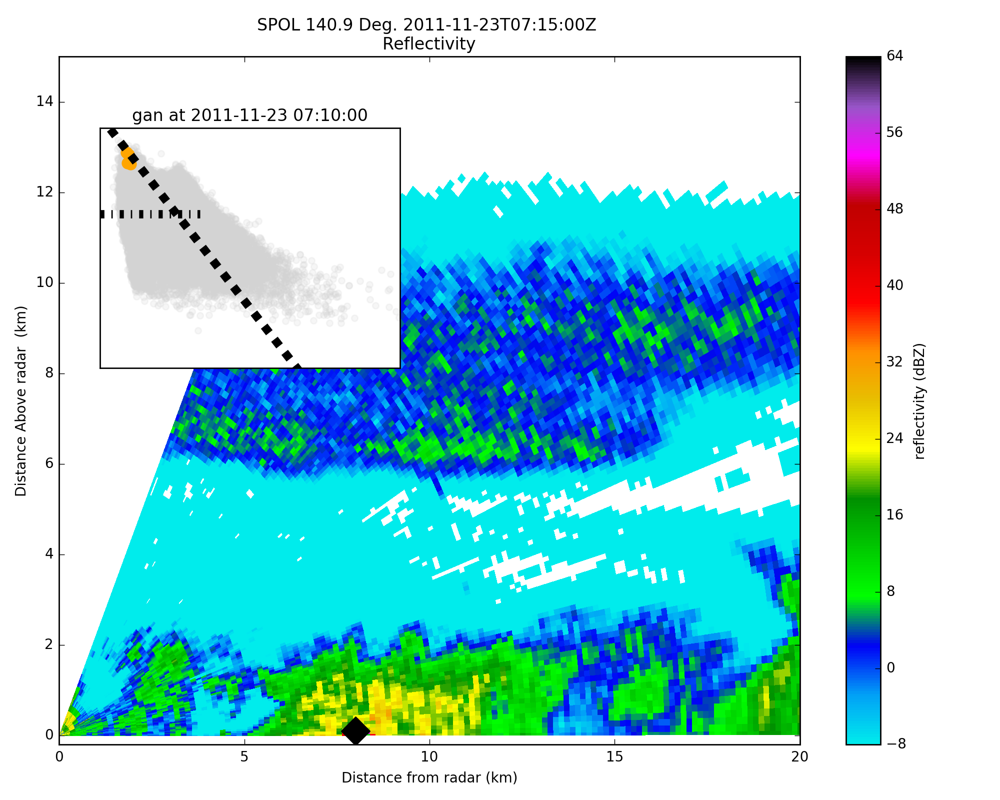 SPOL 140.9 Deg. 2011-11-23T07:15:00Z
Reflectivity
gan at 2011-11-23 07:10:00
14
12
10
8
6
4
2
0
Distance Above radar (km)
0 5 10 15 20
Distance from radar (km)
64
56
48
40
32
24
16
8
0
−8
reflectivity (dBZ)